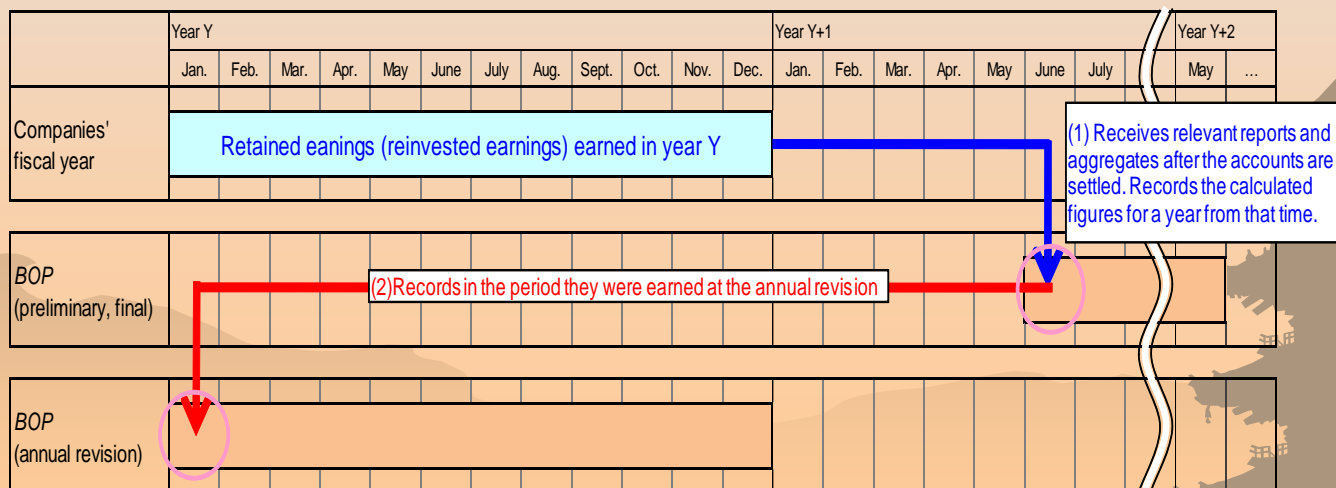 Year Y Year Y+1 Year Y+2
Jan. Feb. Mar. Apr. May June July Aug. Sept. Oct. Nov. Dec. Jan. Feb. Mar. Apr. May June July May ...
Companies'
fiscal year
Retained eanings (reinvested earnings) earned in year Y
(1) Receives relevant reports and
aggregates after the accounts are
settled. Records the calculated
figures for a year from that time.
BOP
(preliminary, final)
(2)Records in the period they were earned at the annual revision
BOP
(annual revision)